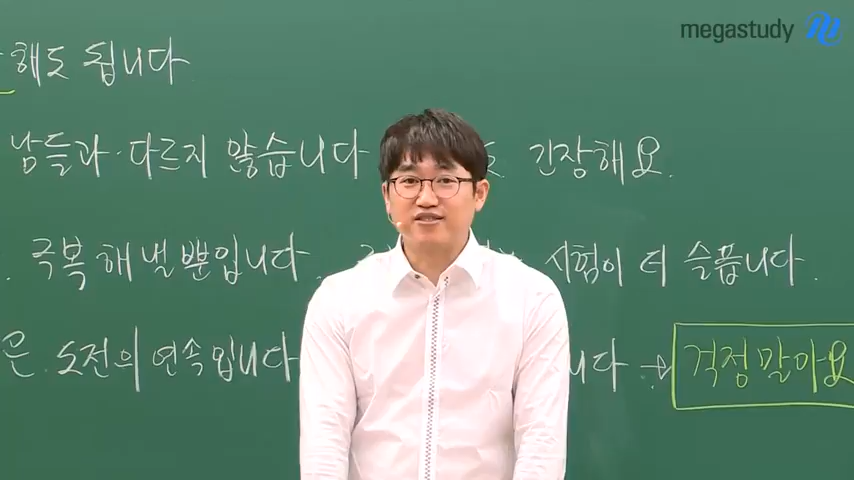 megastudy
해도 됩니다
남들과 다르지 않습니다 긴장해요.
극복해 낼 뿐입니다. 시험이 더 슬픕니다.
은 도전의 연속입니다 니다 → 걱정말아요